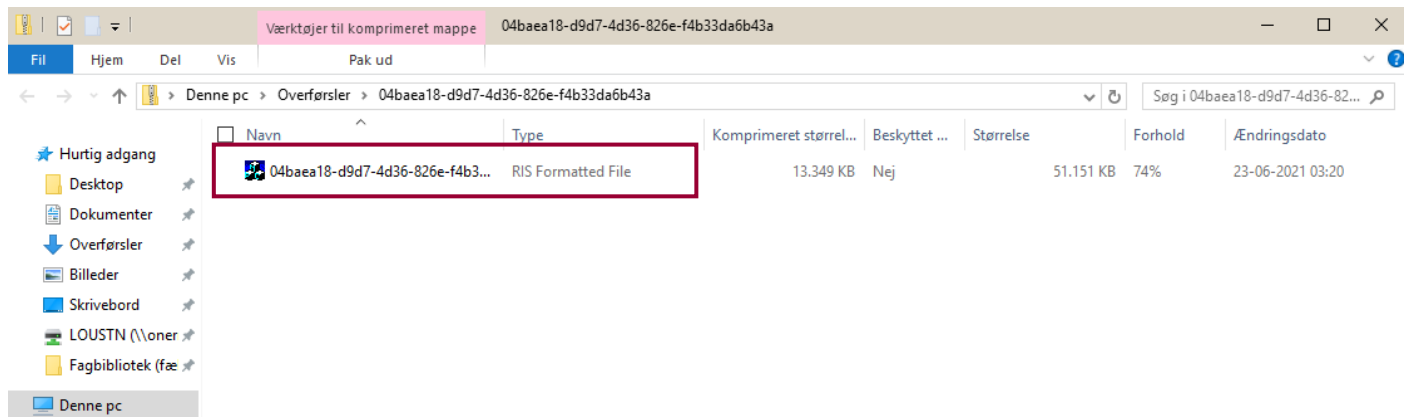 Værktøjer til komprimeret mappe
04baea18-d9d7-4d36-826e-f4b33da6b43a
Fil Hjem Del Vis Pak ud
Denne pc > Overførsler > 04baea18-d9d7-4d36-826e-f4b33da6b43a
Søg i 04baea18-d9d7-4d36-82...
Navn Type Komprimeret størrel... Beskyttet ... Størrelse Forhold Ændringsdato
04baea18-d9d7-4d36-826e-f4b3... RIS Formatted File 13.349 KB Nej 51.151 KB 74% 23-06-2021 03:20
Hurtig adgang
Desktop
Dokumenter
Overførsler
Billeder
Skrivebord
LOUSTN (\\oner
Fagbibliotek (fæ
Denne pc